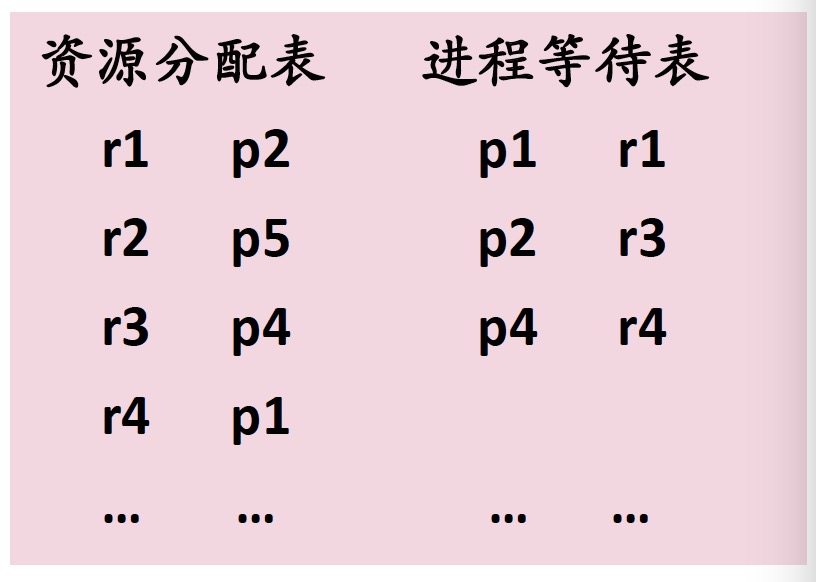 资源分配表 进程等待表
r1 p2 p1 r1
r2 p5 p2 r3
r3 p4 p4 r4
r4 p1
... ... ... ...